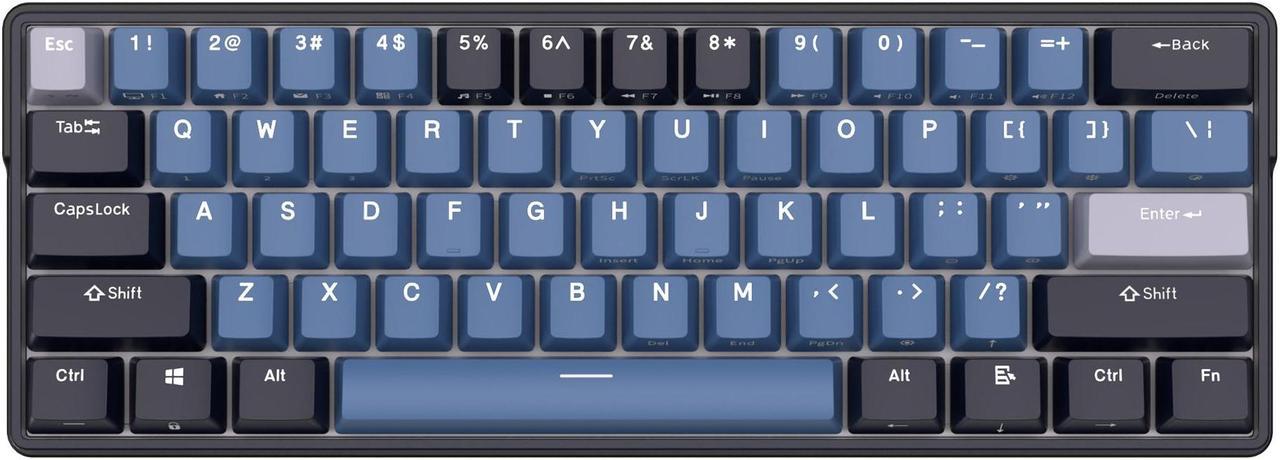 Esc 1! 2@ 3# 4$ 5% 6^ 7& 8* 9( 0) -_ =+ ←Back
F1 F2 F3 F4 F5 F6 F7 F8 F9 F10 F11 F12 Delete
Tab Q W E R T Y U I O P [{ ]} \¦
1 2 3 PrtSc ScrLK Pause
CapsLock A S D F G H J K L ;: '" Enter↵
Insert Home PgUp
⇧Shift Z X C V B N M ,< .> /? ⇧Shift
Del End PgDn ↑
Ctrl Alt Alt Ctrl Fn
← ↓ →